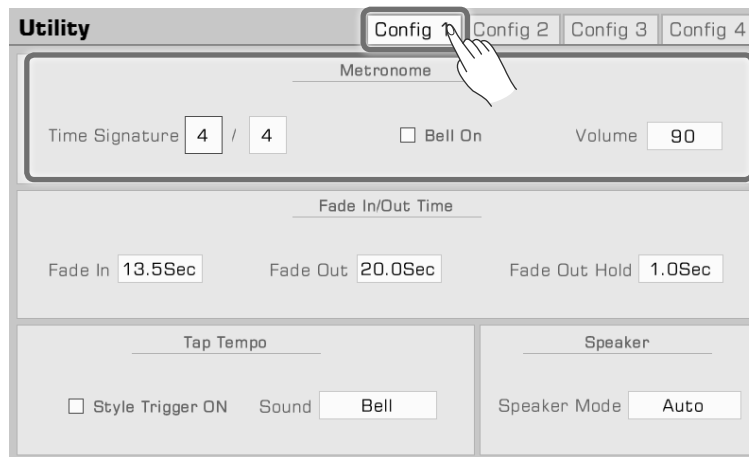 Utility Config 1 Config 2 Config 3 Config 4
Metronome
Time Signature 4 / 4 Bell On Volume 90
Fade In/Out Time
Fade In 13.5Sec Fade Out 20.0Sec Fade Out Hold 1.0Sec
Tap Tempo Speaker
Style Trigger ON Sound Bell Speaker Mode Auto